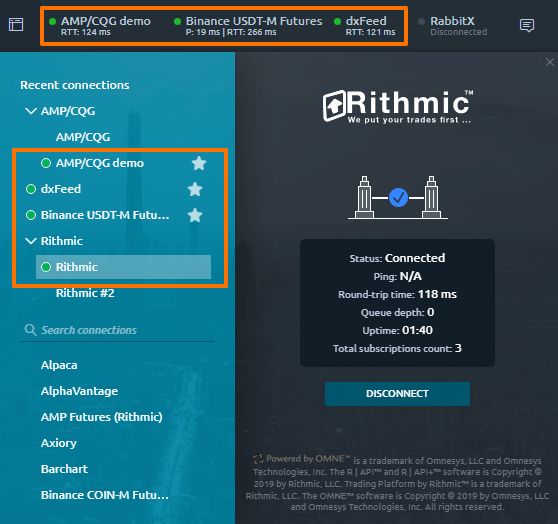 AMP/CQG demo
RTT: 124 ms
Binance USDT-M Futures
P: 19 ms | RTT: 266 ms
dxFeed
RTT: 121 ms
RabbitX
Disconnected
Recent connections
AMP/CQG
AMP/CQG
AMP/CQG demo
dxFeed
Binance USDT-M Futu...
Rithmic
Rithmic
Rithmic #2
Search connections
Alpaca
AlphaVantage
AMP Futures (Rithmic)
Axiory
Barchart
Binance COIN-M Futu...
Rithmic™
We put your trades first ...
Status: Connected
Ping: N/A
Round-trip time: 118 ms
Queue depth: 0
Uptime: 01:40
Total subscriptions count: 3
DISCONNECT
Powered by OMNE™ is a trademark of Omnesys, LLC and Omnesys
Technologies, Inc. The R | API™ and R | API+™ software is Copyright ©
2019 by Rithmic, LLC. Trading Platform by Rithmic™ is a trademark of
Rithmic, LLC. The OMNE™ software is Copyright © 2019 by Omnesys, LLC
and Omnesys Technologies, Inc. All rights reserved.